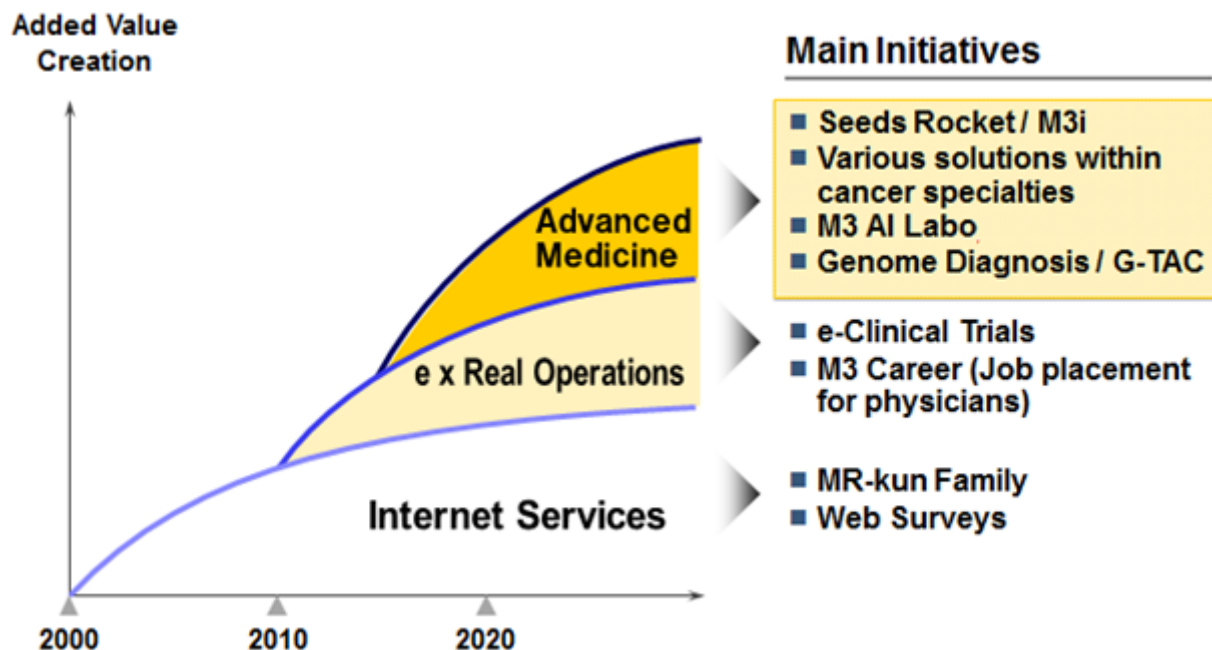 Added Value
Creation
Main Initiatives
Seeds Rocket / M3i
Various solutions within
cancer specialties
M3 AI Labo
Genome Diagnosis / G-TAC
Advanced
Medicine
e x Real Operations
e-Clinical Trials
M3 Career (Job placement
for physicians)
Internet Services
MR-kun Family
Web Surveys
2000
2010
2020